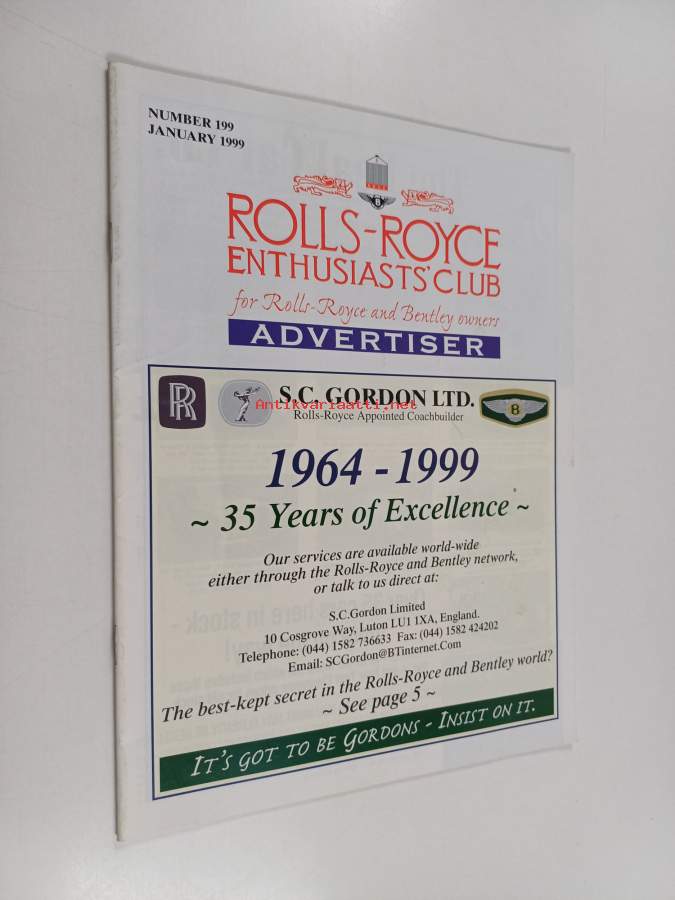 NUMBER 199
JANUARY 1999
ROLLS-ROYCE
ENTHUSIASTS' CLUB
for Rolls-Royce and Bentley owners
ADVERTISER
RR
S.C. GORDON LTD.
B
Antikvariaatti.net
Rolls-Royce Appointed Coachbuilder
1964 - 1999
~ 35 Years of Excellence ~
Our services are available world-wide
either through the Rolls-Royce and Bentley network,
or talk to us direct at:
S.C.Gordon Limited
10 Cosgrove Way, Luton LU1 1XA, England.
Telephone: (044) 1582 736633 Fax: (044) 1582 424202
Email: SCGordon@BTinternet.Com
The best-kept secret in the Rolls-Royce and Bentley world?
~ See page 5 ~
IT'S GOT TO BE GORDONS - INSIST ON IT.